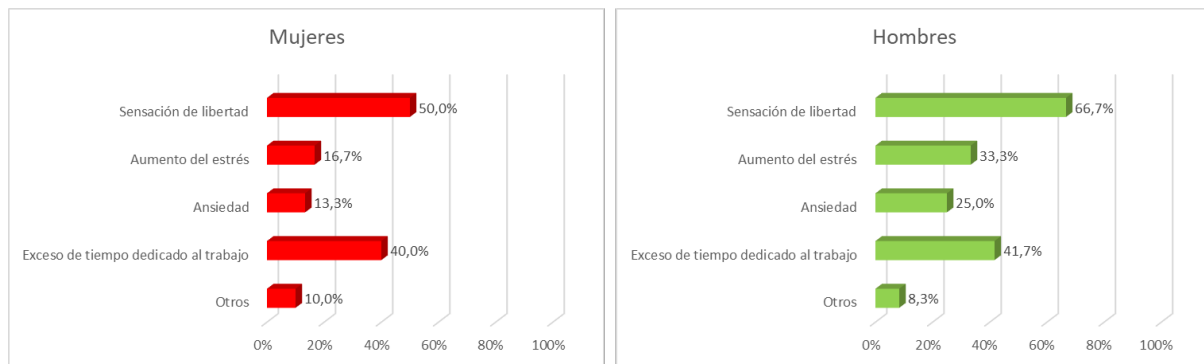 Mujeres
Sensación de libertad 50,0%
Aumento del estrés 16,7%
Ansiedad 13,3%
Exceso de tiempo dedicado al trabajo 40,0%
Otros 10,0%
0% 20% 40% 60% 80% 100%
Hombres
Sensación de libertad 66,7%
Aumento del estrés 33,3%
Ansiedad 25,0%
Exceso de tiempo dedicado al trabajo 41,7%
Otros 8,3%
0% 20% 40% 60% 80% 100%